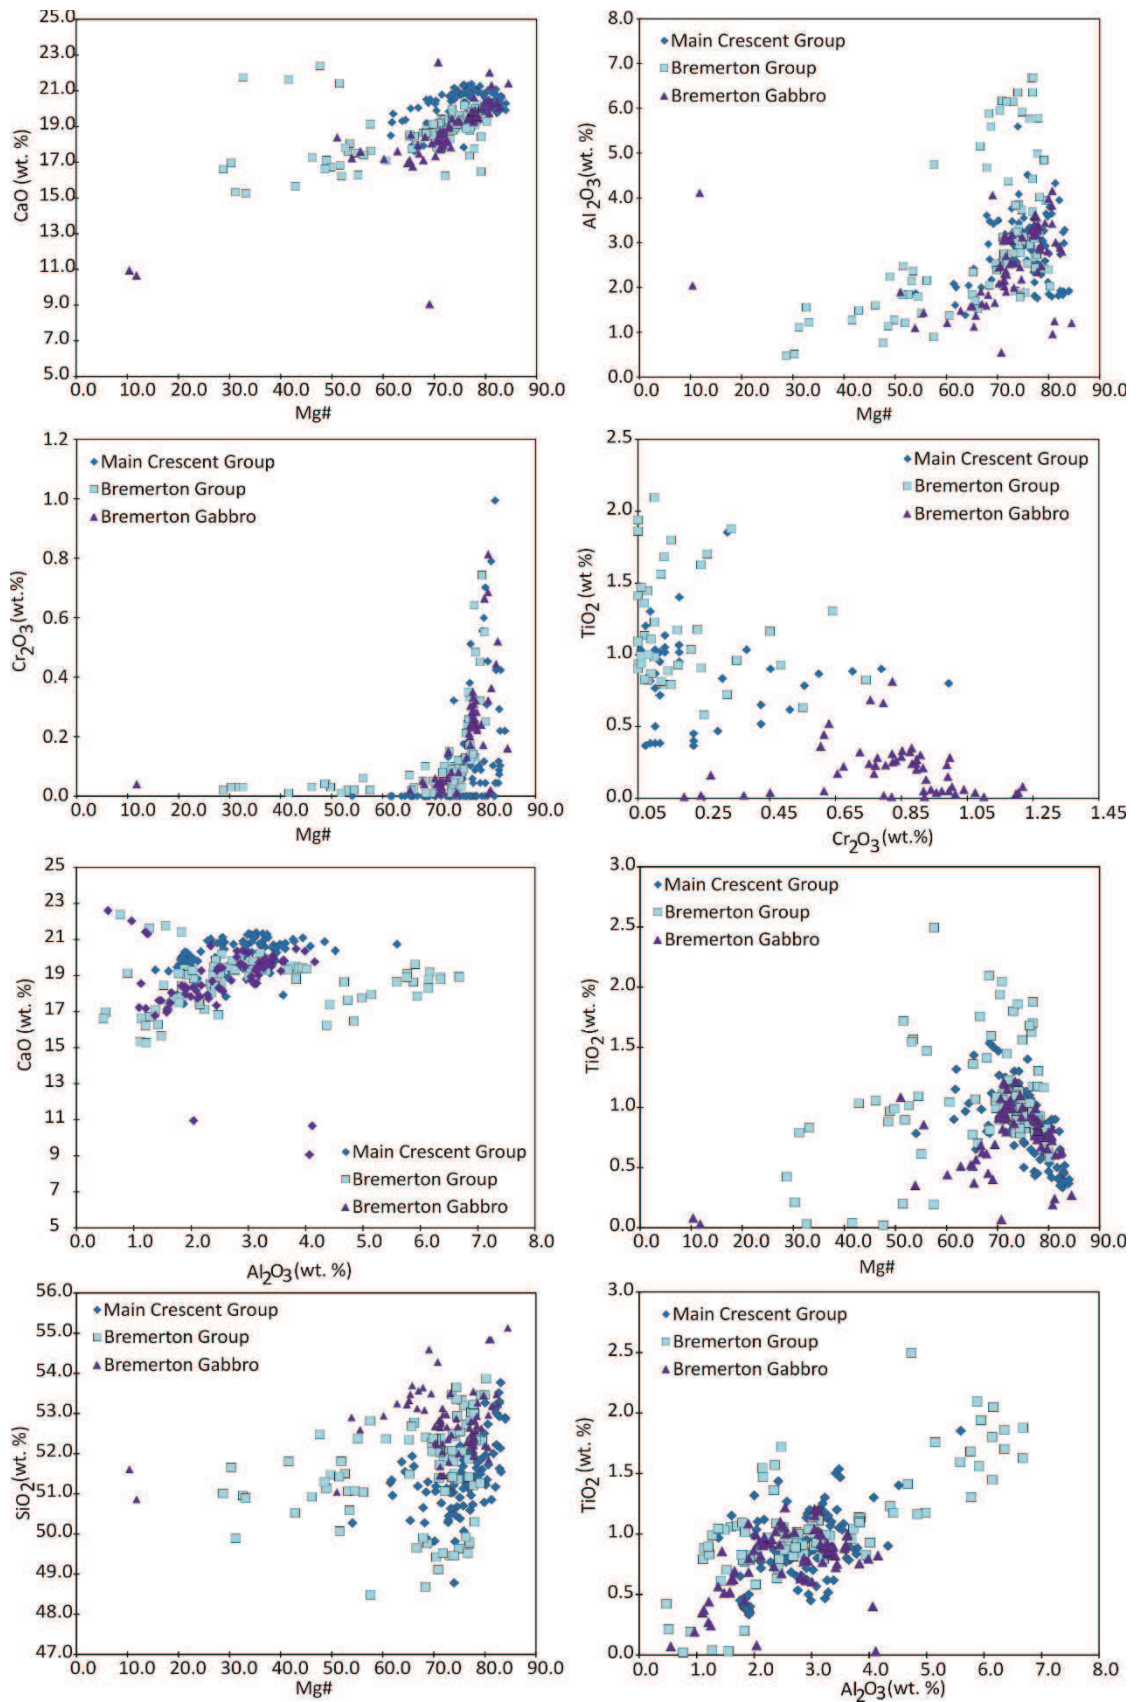 25.0
23.0
21.0
19.0
17.0
15.0
13.0
11.0
9.0
7.0
5.0
CaO (wt. %)
0.0 10.0 20.0 30.0 40.0 50.0 60.0 70.0 80.0 90.0
Mg#
8.0
7.0
6.0
5.0
4.0
3.0
2.0
1.0
0.0
Al₂O₃(wt. %)
Main Crescent Group
Bremerton Group
Bremerton Gabbro
0.0 10.0 20.0 30.0 40.0 50.0 60.0 70.0 80.0 90.0
Mg#
1.2
1.0
0.8
0.6
0.4
0.2
0.0
Cr₂O₃(wt.%)
Main Crescent Group
Bremerton Group
Bremerton Gabbro
0.0 10.0 20.0 30.0 40.0 50.0 60.0 70.0 80.0 90.0
Mg#
2.5
2.0
1.5
1.0
0.5
0.0
TiO₂ (wt %)
Main Crescent Group
Bremerton Group
Bremerton Gabbro
0.05 0.25 0.45 0.65 0.85 1.05 1.25 1.45
Cr₂O₃(wt.%)
25
23
21
19
17
15
13
11
9
7
5
CaO (wt. %)
Main Crescent Group
Bremerton Group
Bremerton Gabbro
0.0 1.0 2.0 3.0 4.0 5.0 6.0 7.0 8.0
Al₂O₃(wt. %)
3.0
2.5
2.0
1.5
1.0
0.5
0.0
TiO₂(wt. %)
Main Crescent Group
Bremerton Group
Bremerton Gabbro
0.0 10.0 20.0 30.0 40.0 50.0 60.0 70.0 80.0 90.0
Mg#
56.0
55.0
54.0
53.0
52.0
51.0
50.0
49.0
48.0
47.0
SiO₂(wt. %)
Main Crescent Group
Bremerton Group
Bremerton Gabbro
0.0 10.0 20.0 30.0 40.0 50.0 60.0 70.0 80.0 90.0
Mg#
3.0
2.5
2.0
1.5
1.0
0.5
0.0
TiO₂(wt. %)
Main Crescent Group
Bremerton Group
Bremerton Gabbro
0.0 1.0 2.0 3.0 4.0 5.0 6.0 7.0 8.0
Al₂O₃(wt. %)